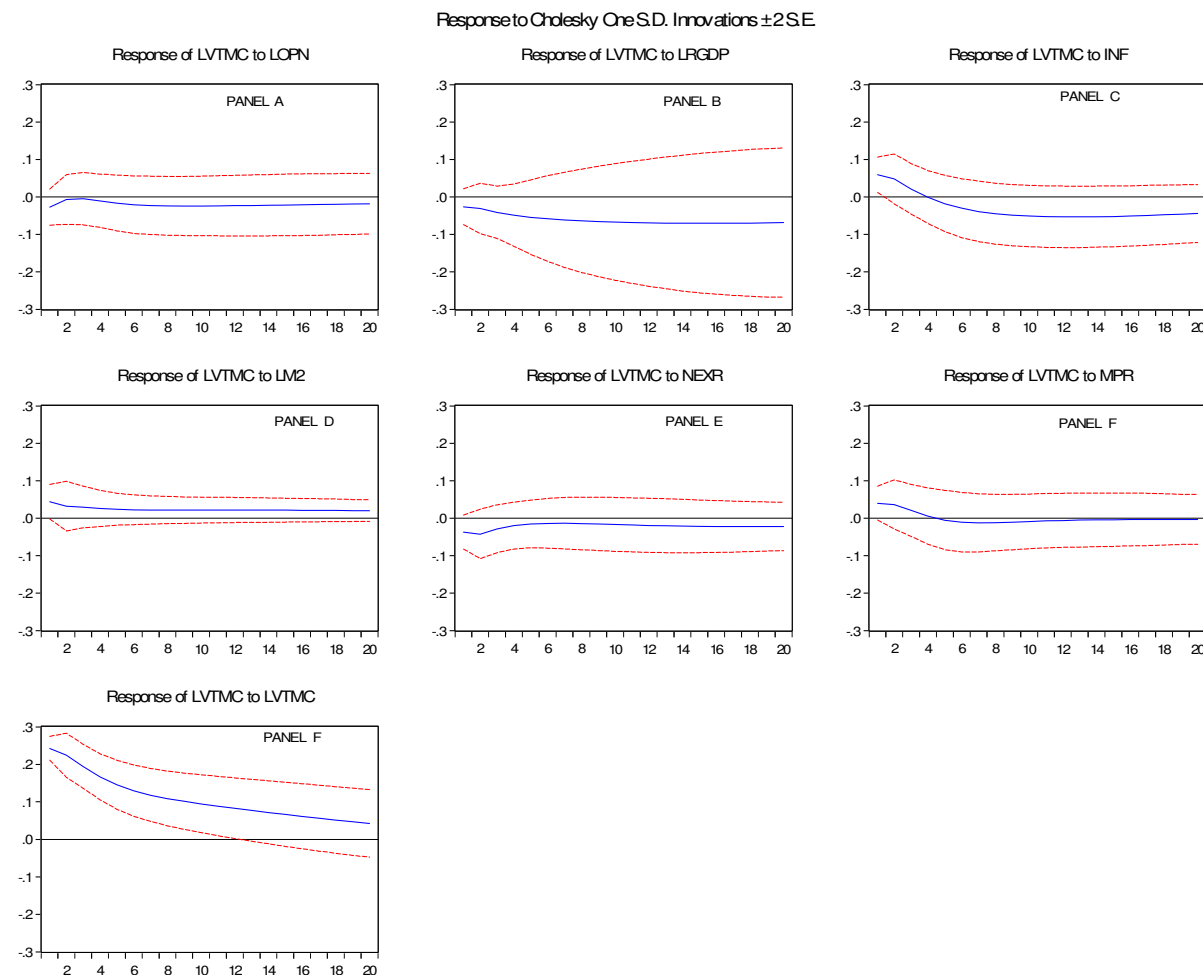 Response to Cholesky One S.D. Innovations ±2 S.E.
Response of LVTMC to LOPN
PANEL A
.3
.2
.1
.0
-.1
-.2
-.3
2 4 6 8 10 12 14 16 18 20
Response of LVTMC to LRGDP
PANEL B
.3
.2
.1
.0
-.1
-.2
-.3
2 4 6 8 10 12 14 16 18 20
Response of LVTMC to INF
PANEL C
.3
.2
.1
.0
-.1
-.2
-.3
2 4 6 8 10 12 14 16 18 20
Response of LVTMC to LM2
PANEL D
.3
.2
.1
.0
-.1
-.2
-.3
2 4 6 8 10 12 14 16 18 20
Response of LVTMC to NEXR
PANEL E
.3
.2
.1
.0
-.1
-.2
-.3
2 4 6 8 10 12 14 16 18 20
Response of LVTMC to MPR
PANEL F
.3
.2
.1
.0
-.1
-.2
-.3
2 4 6 8 10 12 14 16 18 20
Response of LVTMC to LVTMC
PANEL F
.3
.2
.1
.0
-.1
-.2
-.3
2 4 6 8 10 12 14 16 18 20